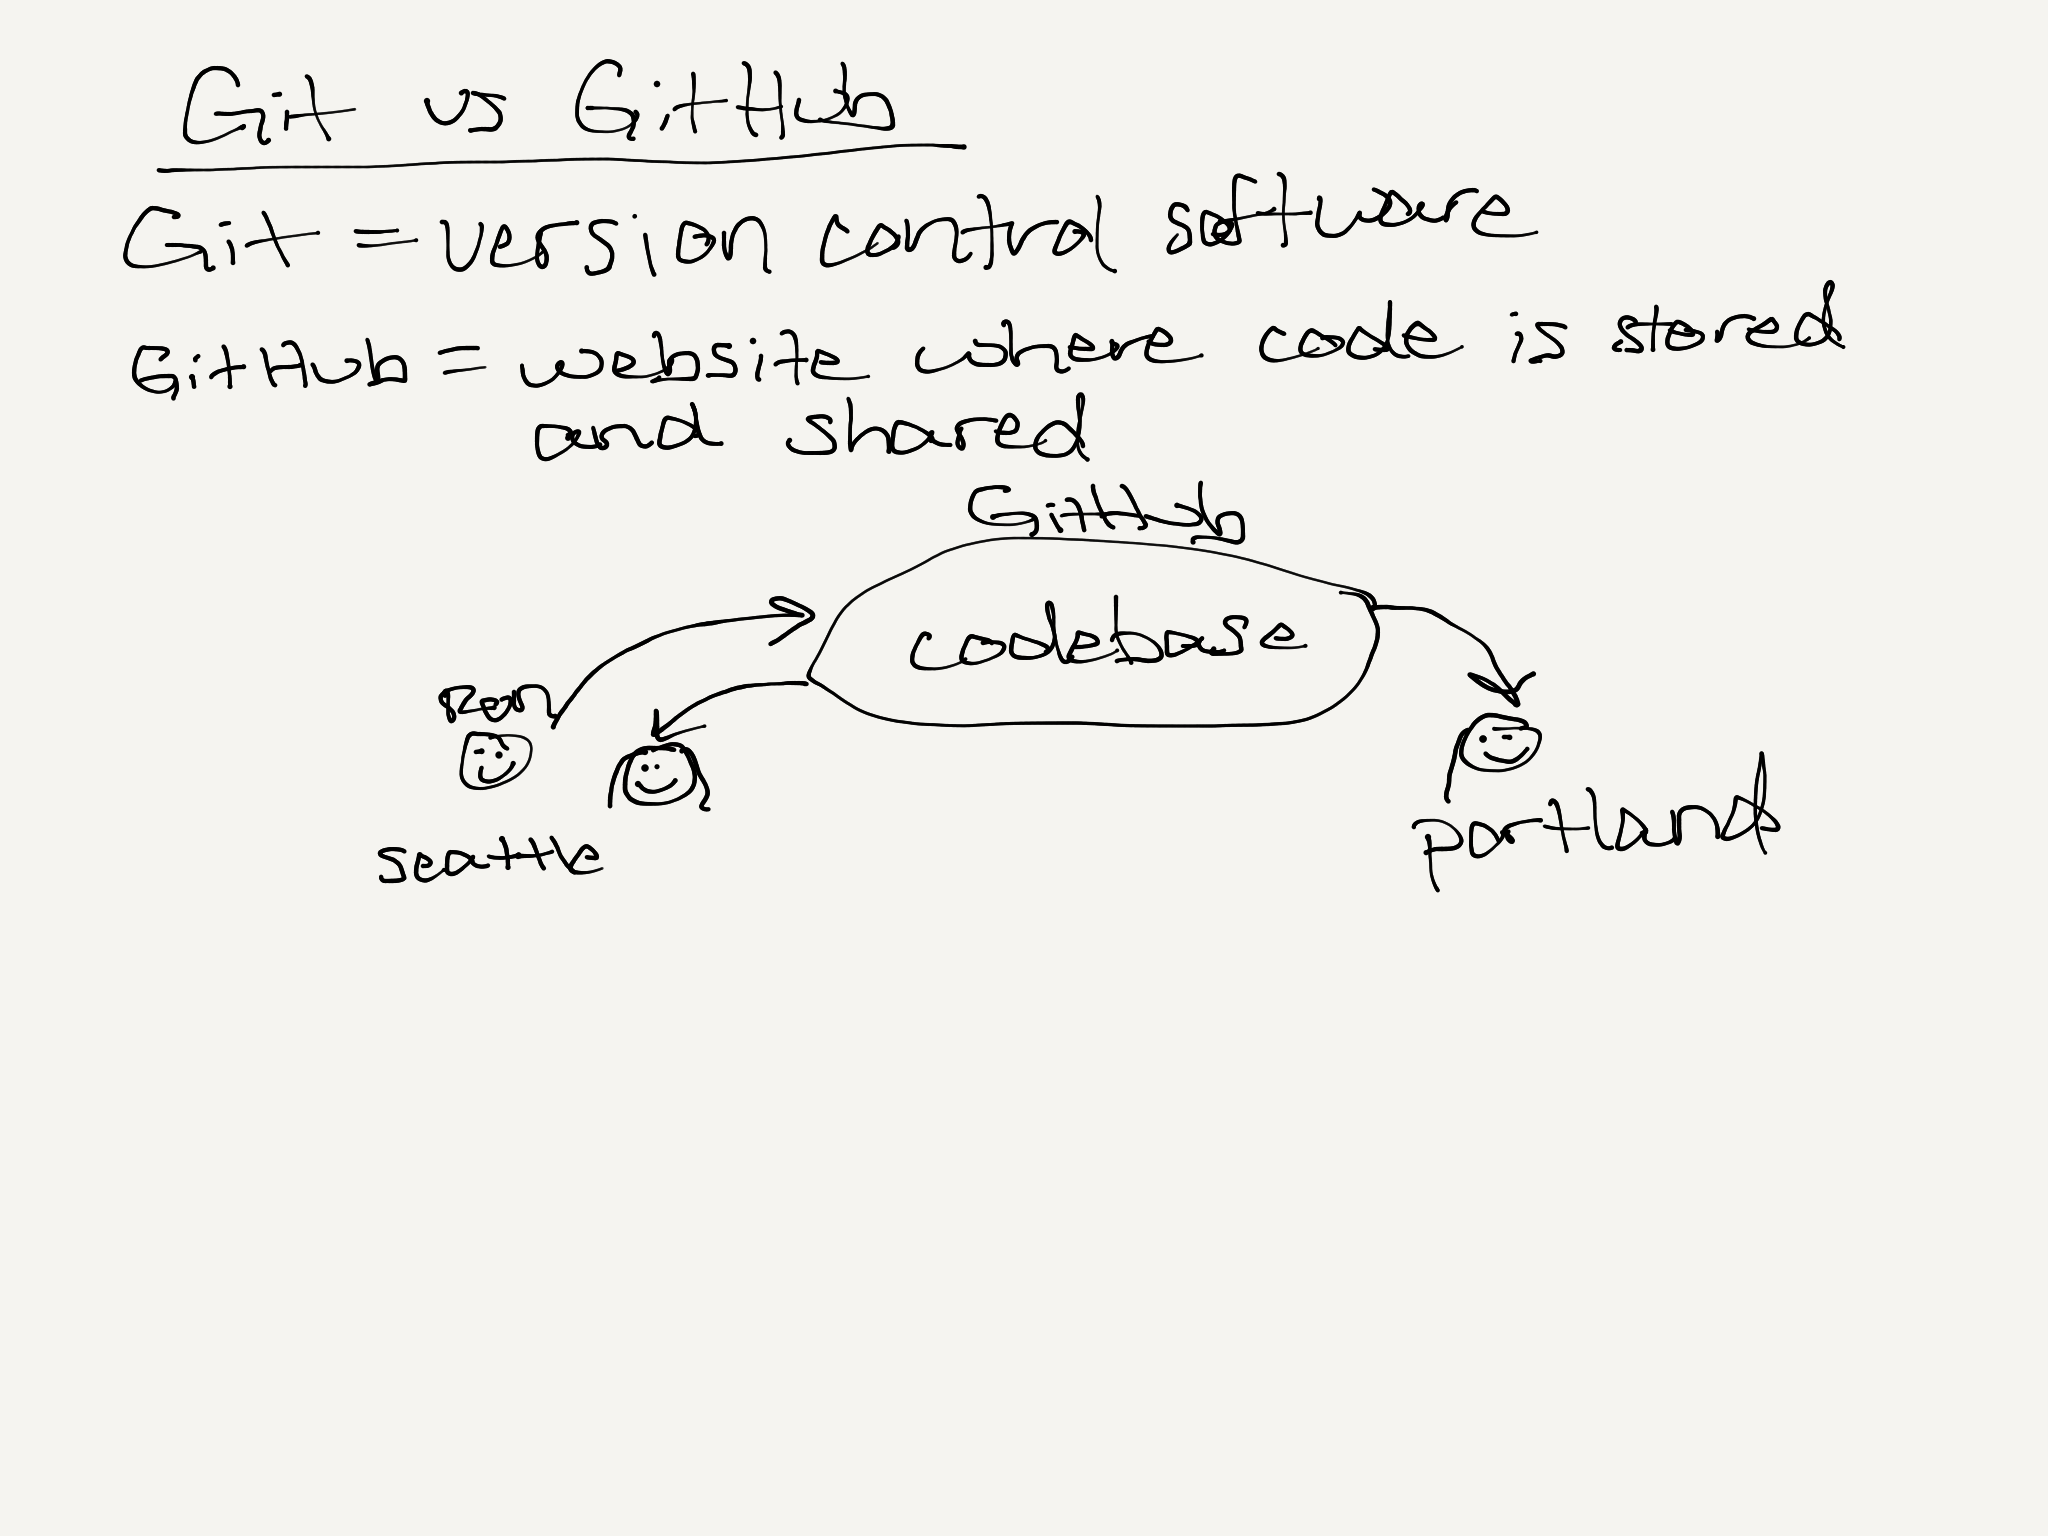 Git vs GitHub
Git = version control software
GitHub = website where code is stored
and shared
GitHub
codebase
Ron
seattle
portland